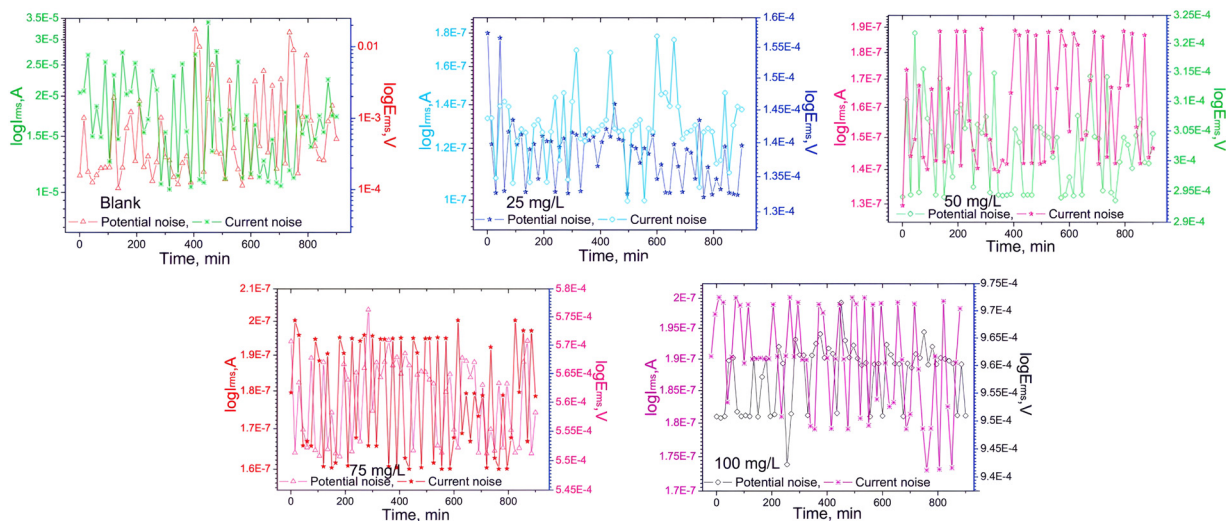 3.5E-5
2.5E-5
2E-5
1.5E-5
1E-5
logIrms,A
0.01
1E-3
1E-4
logErms,V
Blank
Potential noise, Current noise
0 200 400 600 800
Time, min
1.8E-7
1.6E-7
1.4E-7
1.2E-7
1E-7
logIrms,A
1.6E-4
1.55E-4
1.5E-4
1.45E-4
1.4E-4
1.35E-4
1.3E-4
logErms,V
25 mg/L
Potential noise, Current noise
0 200 400 600 800
Time, min
1.9E-7
1.8E-7
1.7E-7
1.6E-7
1.5E-7
1.4E-7
1.3E-7
logIrms,A
3.25E-4
3.2E-4
3.15E-4
3.1E-4
3.05E-4
3E-4
2.95E-4
2.9E-4
logErms,V
50 mg/L
Potential noise, Current noise
0 200 400 600 800
Time, min
2.1E-7
2E-7
1.9E-7
1.8E-7
1.7E-7
1.6E-7
logIrms,A
5.8E-4
5.75E-4
5.7E-4
5.65E-4
5.6E-4
5.55E-4
5.5E-4
5.45E-4
logErms,V
75 mg/L
Potential noise, Current noise
0 200 400 600 800
Time, min
2E-7
1.95E-7
1.9E-7
1.85E-7
1.8E-7
1.75E-7
1.7E-7
logIrms,A
9.75E-4
9.7E-4
9.65E-4
9.6E-4
9.55E-4
9.5E-4
9.45E-4
9.4E-4
logErms,V
100 mg/L
Potential noise, Current noise
0 200 400 600 800
Time, min